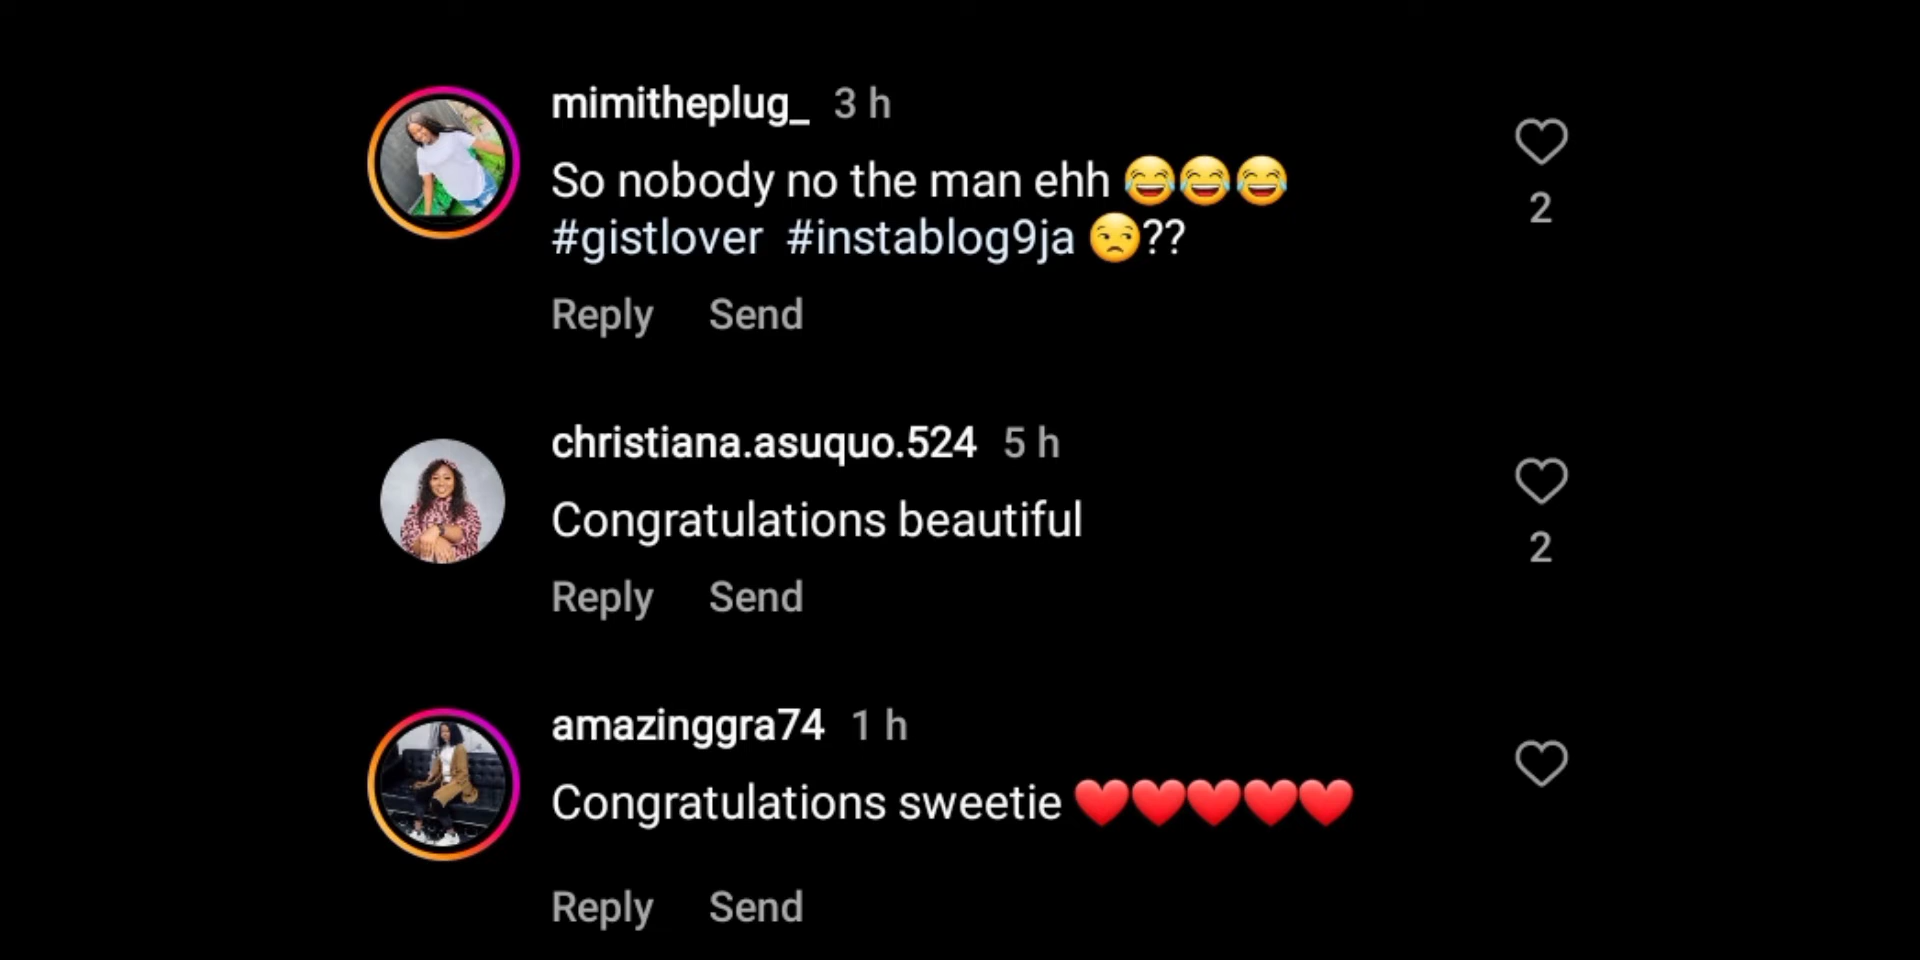 mimitheplug_ 3 h
So nobody no the man ehh 😂😂😂
#gistlover #instablog9ja 😒??
2
Reply Send
christiana.asuquo.524 5 h
Congratulations beautiful
2
Reply Send
amazinggra74 1 h
Congratulations sweetie ❤️❤️❤️❤️❤️
Reply Send